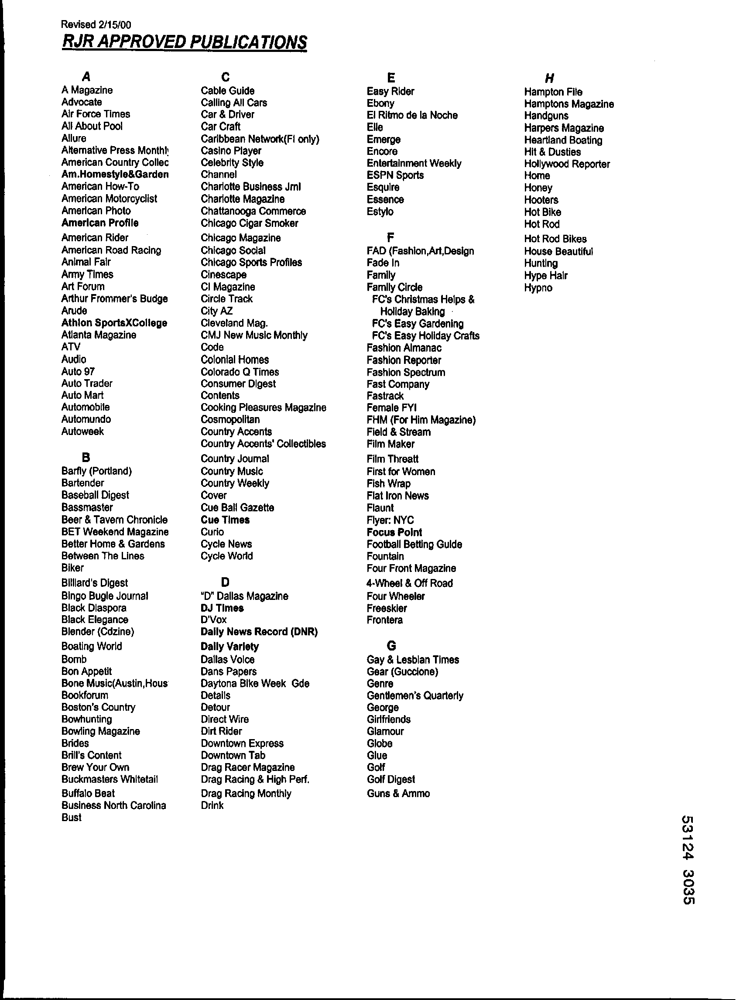 Revised 2/15/00
RJR APPROVED PUBLICATIONS
A
A Magazine
Advocate
Air Force Times
All About Pool
Allure
Alternative Press Monthly
American Country Collec
Am.Homestyle&Garden
American How-To
American Motorcyclist
American Photo
American Profile
American Rider
American Road Racing
Animal Fair
Army Times
Art Forum
Arthur Frommer's Budge
Arude
Athlon SportsXCollege
Atlanta Magazine
ATV
Audio
Auto 97
Auto Trader
Auto Mart
Automobile
Automundo
Autoweek
B
Barfly (Portland)
Bartender
Baseball Digest
Bassmaster
Beer & Tavern Chronicle
BET Weekend Magazine
Better Home & Gardens
Between The Lines
Biker
Billiard's Digest
Bingo Bugle Journal
Black Diaspora
Black Elegance
Blender (Cdzine)
Boating World
Bomb
Bon Appetit
Bone Music(Austin,Hous
Bookforum
Boston's Country
Bowhunting
Bowling Magazine
Brides
Brill's Content
Brew Your Own
Buckmasters Whitetail
Buffalo Beat
Business North Carolina
Bust
C
Cable Guide
Calling All Cars
Car & Driver
Car Craft
Caribbean Network(Fl only)
Casino Player
Celebrity Style
Channel
Charlotte Business Jrnl
Charlotte Magazine
Chattanooga Commerce
Chicago Cigar Smoker
Chicago Magazine
Chicago Social
Chicago Sports Profiles
Cinescape
CI Magazine
Circle Track
City AZ
Cleveland Mag.
CMJ New Music Monthly
Code
Colonial Homes
Colorado Q Times
Consumer Digest
Contents
Cooking Pleasures Magazine
Cosmopolitan
Country Accents
Country Accents' Collectibles
Country Journal
Country Music
Country Weekly
Cover
Cue Ball Gazette
Cue Times
Curio
Cycle News
Cycle World
D
"D" Dallas Magazine
DJ Times
D'Vox
Daily News Record (DNR)
Daily Variety
Dallas Voice
Dans Papers
Daytona Bike Week Gde
Details
Detour
Direct Wire
Dirt Rider
Downtown Express
Downtown Tab
Drag Racer Magazine
Drag Racing & High Perf.
Drag Racing Monthly
Drink
E
Easy Rider
Ebony
El Ritmo de la Noche
Elle
Emerge
Encore
Entertainment Weekly
ESPN Sports
Esquire
Essence
Estylo
F
FAD (Fashion,Art,Design
Fade In
Family
Family Circle
FC's Christmas Helps &
Holiday Baking
FC's Easy Gardening
FC's Easy Holiday Crafts
Fashion Almanac
Fashion Reporter
Fashion Spectrum
Fast Company
Fastrack
Female FYI
FHM (For Him Magazine)
Field & Stream
Film Maker
Film Threatt
First for Women
Fish Wrap
Flat Iron News
Flaunt
Flyer: NYC
Focus Point
Football Betting Guide
Fountain
Four Front Magazine
4-Wheel & Off Road
Four Wheeler
Freeskier
Frontera
G
Gay & Lesbian Times
Gear (Guccione)
Genre
Gentlemen's Quarterly
George
Girlfriends
Glamour
Globe
Glue
Golf
Golf Digest
Guns & Ammo
H
Hampton File
Hamptons Magazine
Handguns
Harpers Magazine
Heartland Boating
Hit & Dusties
Hollywood Reporter
Home
Honey
Hooters
Hot Bike
Hot Rod
Hot Rod Bikes
House Beautiful
Hunting
Hype Hair
Hypno
53124 3035